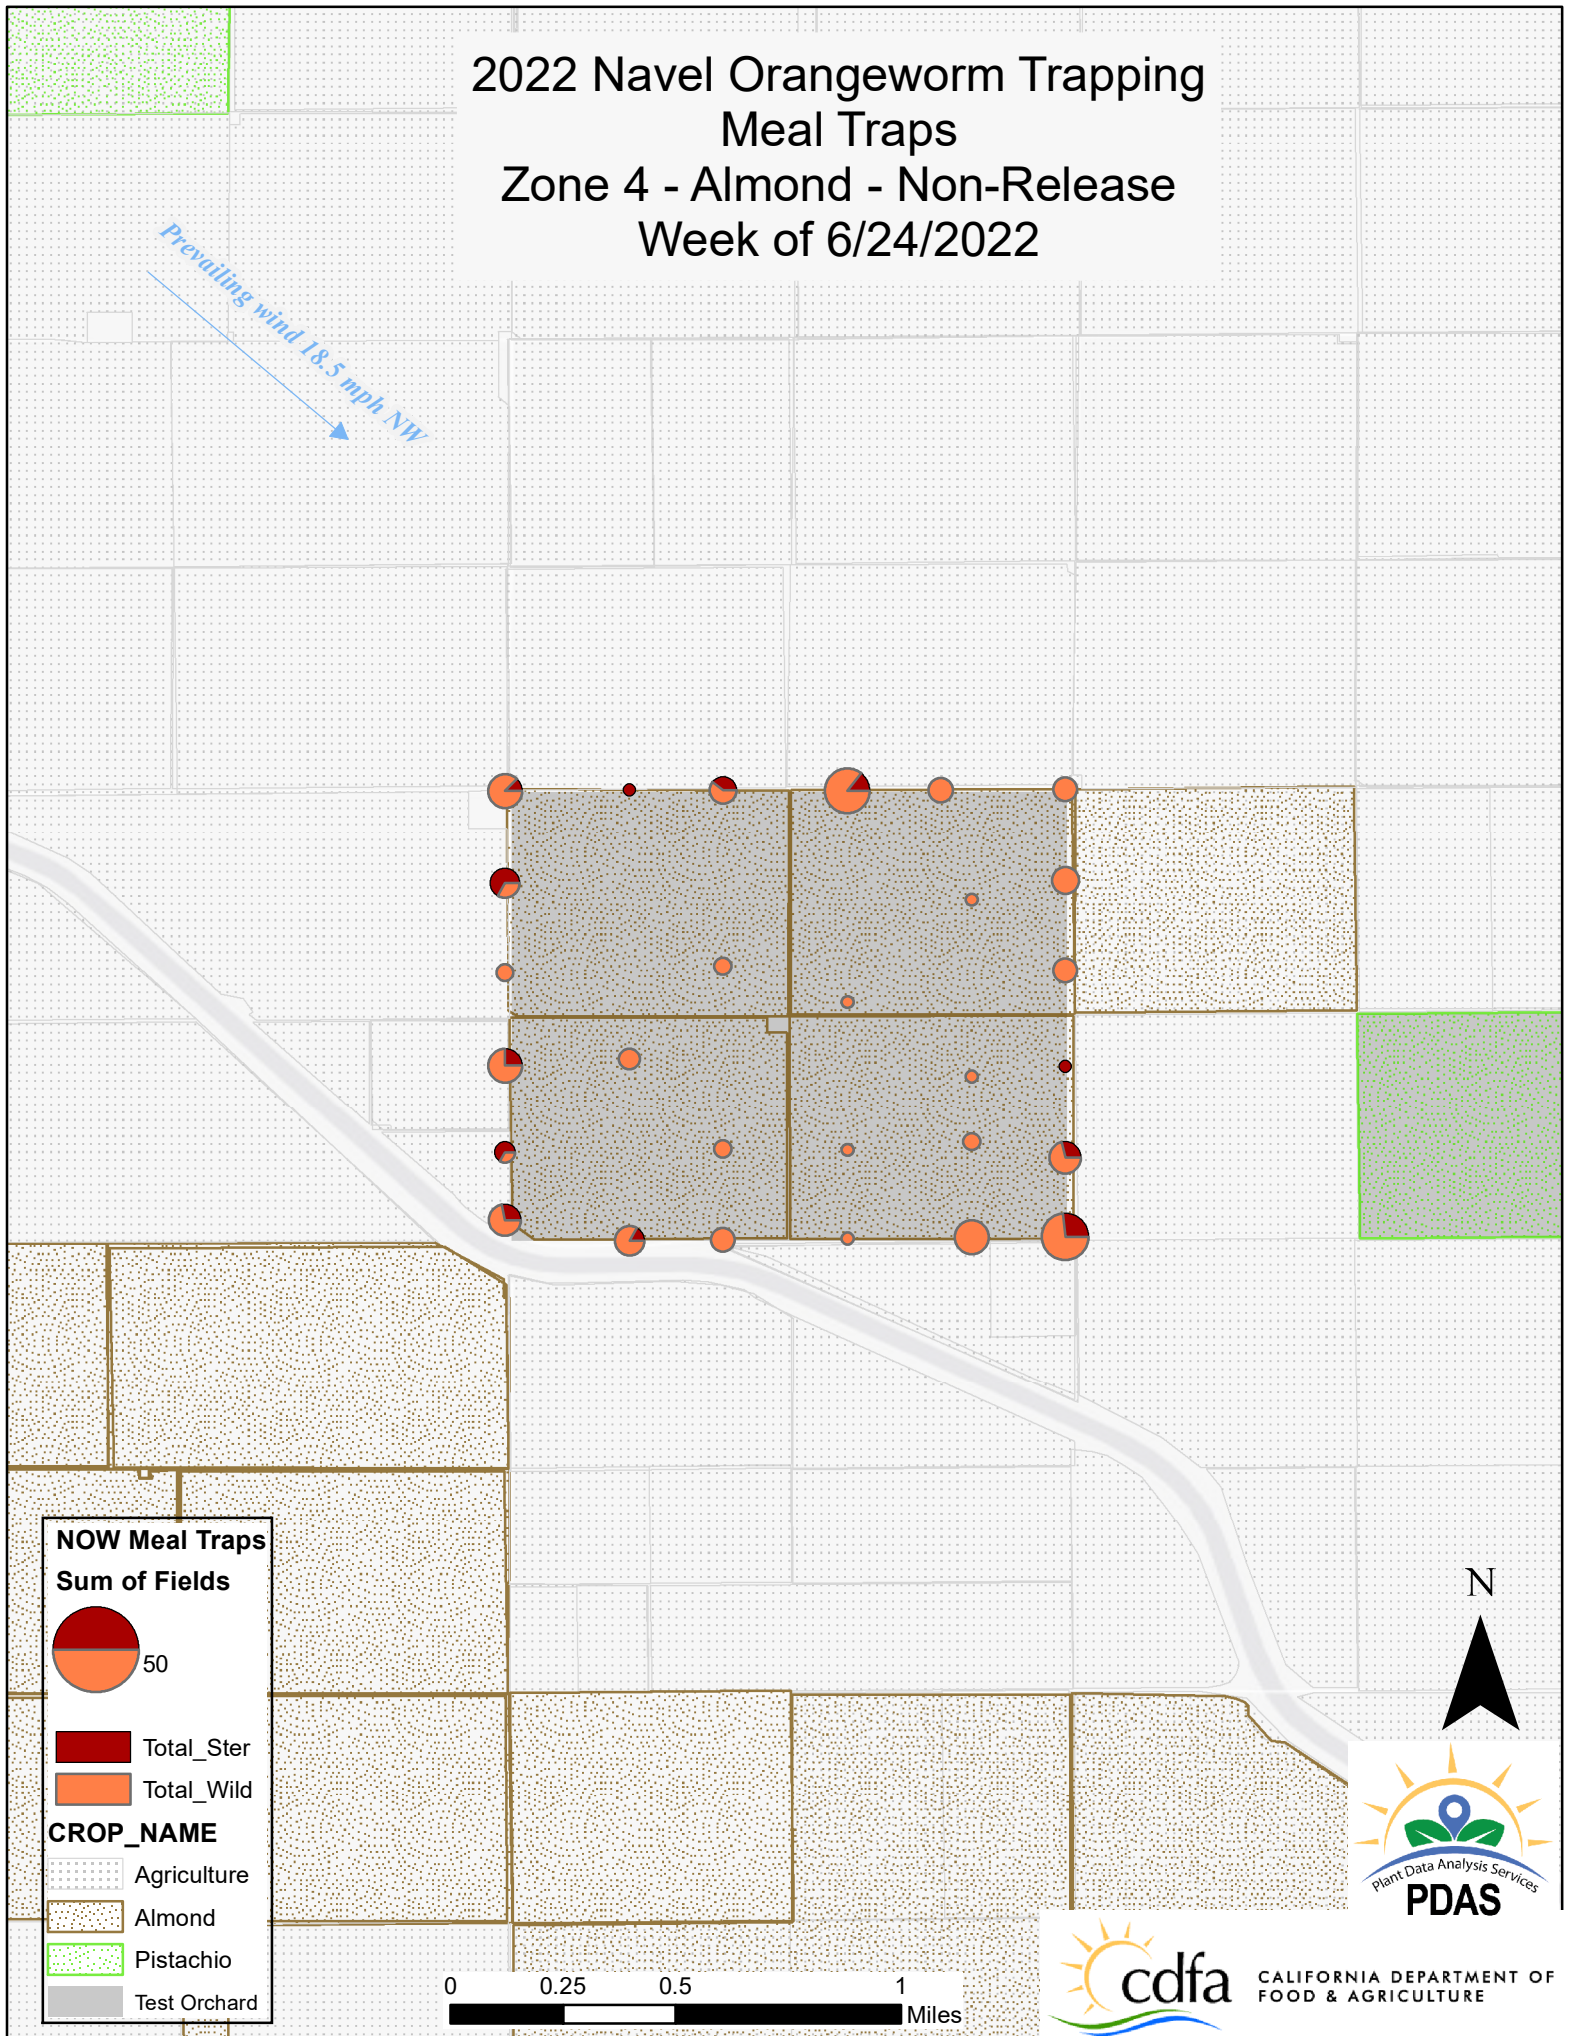 2022 Navel Orangeworm Trapping
Meal Traps
Zone 4 - Almond - Non-Release
Week of 6/24/2022
Prevailing wind 18.5 mph NW
NOW Meal Traps
Sum of Fields
50
Total_Ster
Total_Wild
CROP_NAME
Agriculture
Almond
Pistachio
Test Orchard
0 0.25 0.5 1
Miles
N
Plant Data Analysis Services
PDAS
cdfa
CALIFORNIA DEPARTMENT OF
FOOD & AGRICULTURE